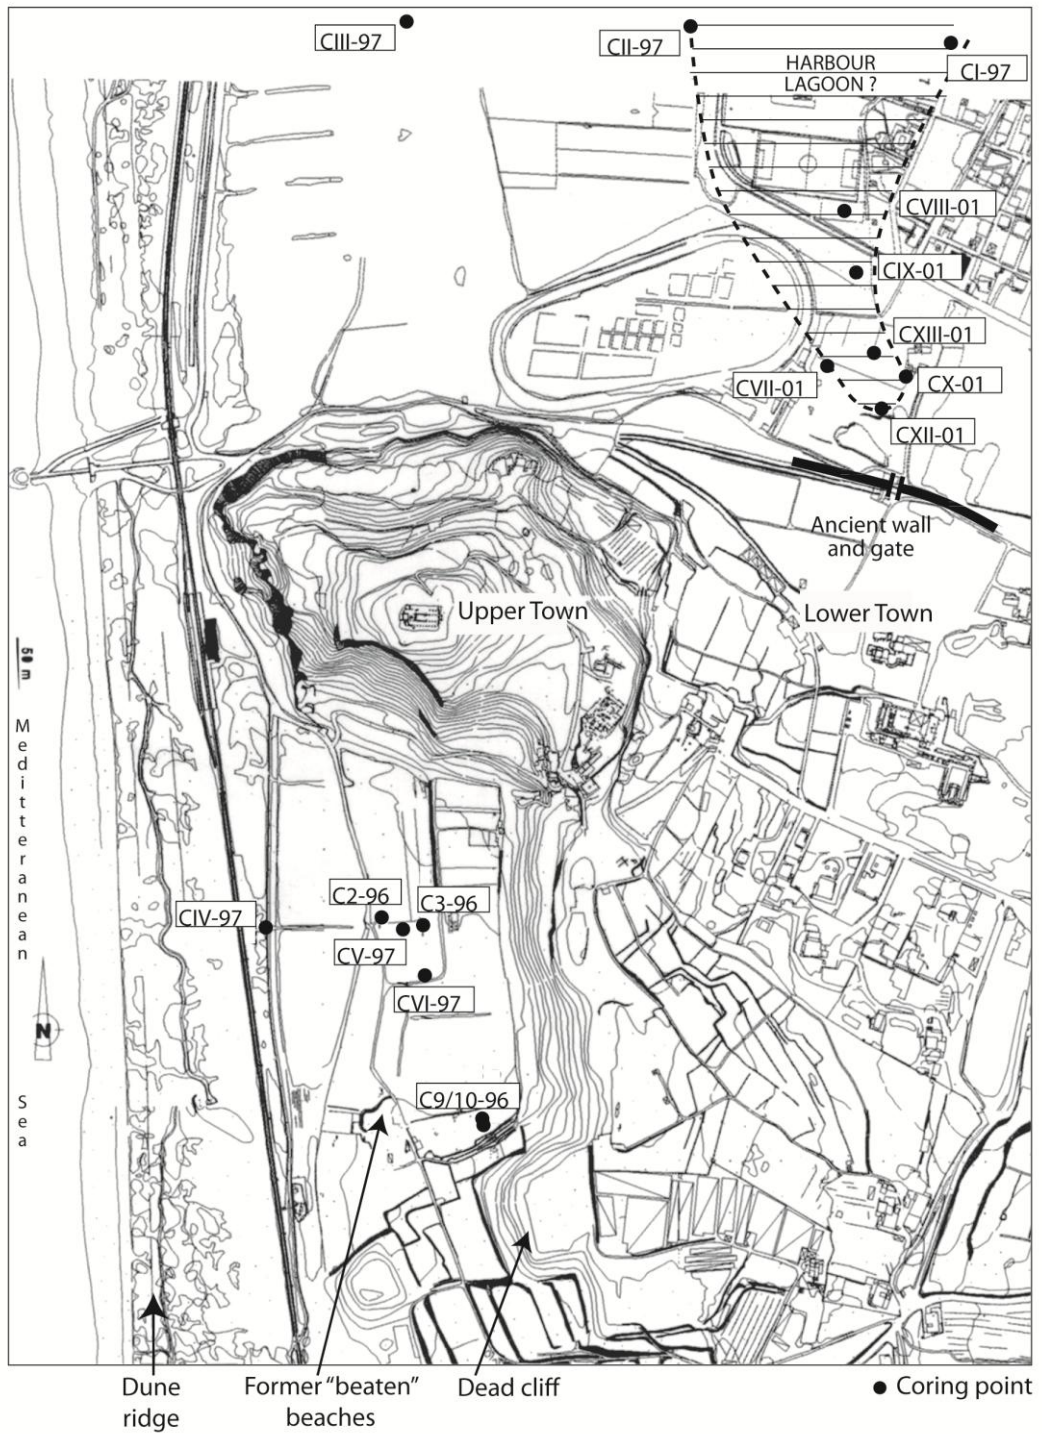 CIII-97
CII-97
HARBOUR
LAGOON ?
CI-97
CVIII-01
CIX-01
CXIII-01
CVII-01
CX-01
CXII-01
Ancient wall
and gate
Upper Town
Lower Town
50 m
Mediterranean
Sea
N
C2-96
C3-96
CIV-97
CV-97
CVI-97
C9/10-96
Dune
ridge
Former "beaten"
beaches
Dead cliff
Coring point